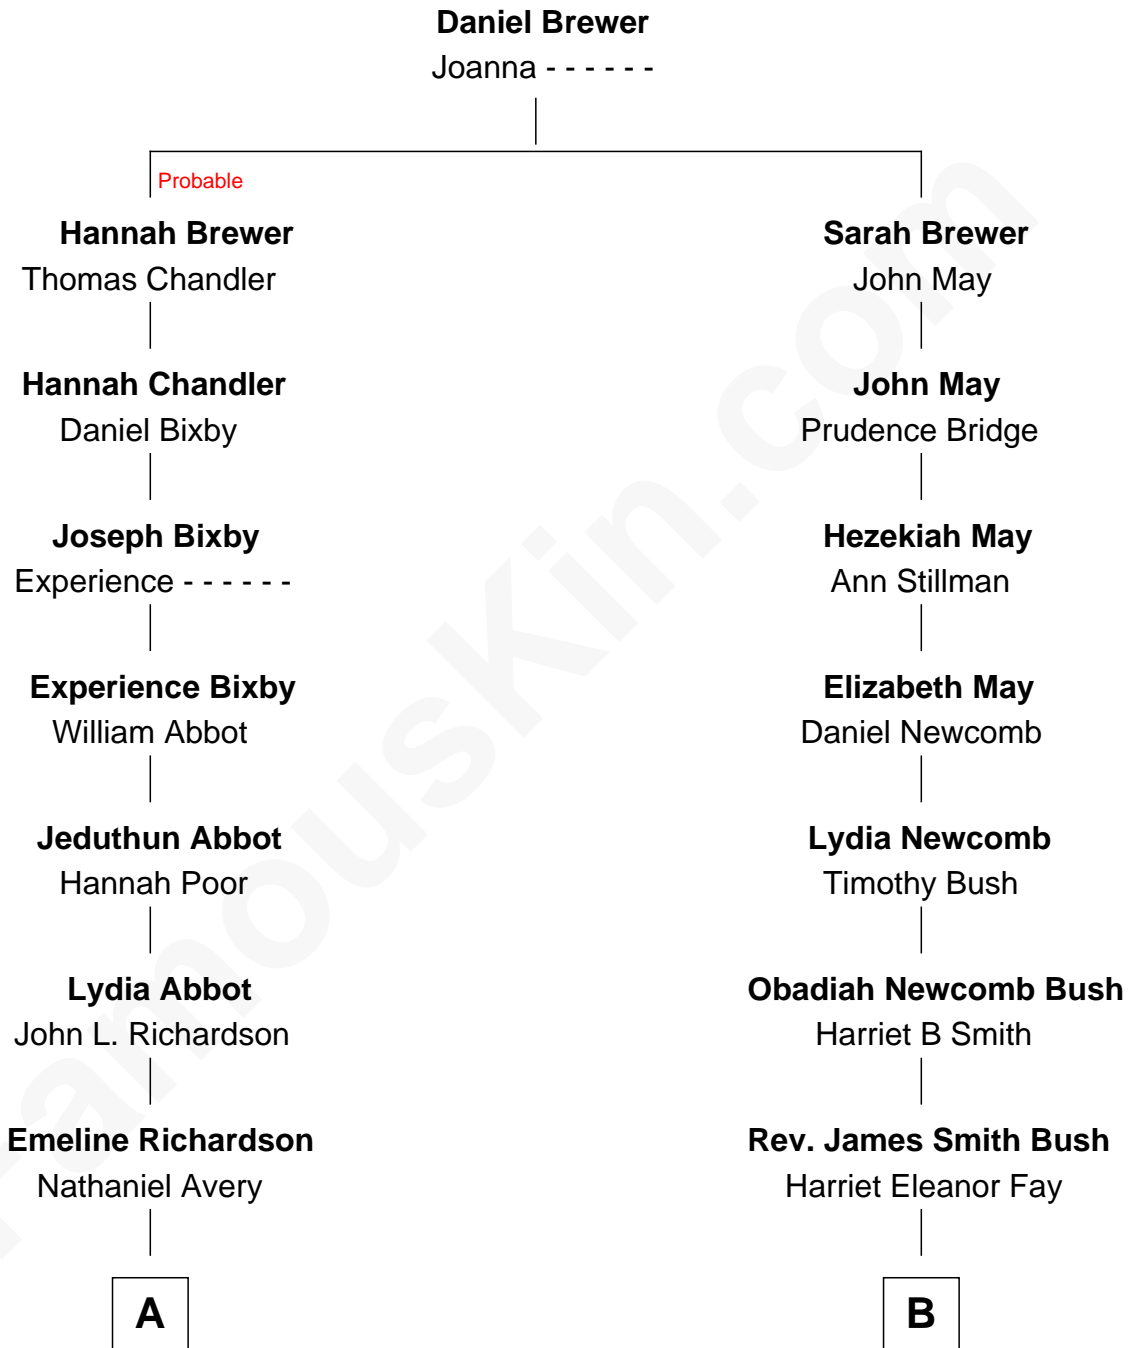 Daniel Brewer
Joanna - - - - - -
Probable
Hannah Brewer
Thomas Chandler
Sarah Brewer
John May
Hannah Chandler
Daniel Bixby
John May
Prudence Bridge
Joseph Bixby
Experience - - - - - -
Hezekiah May
Ann Stillman
Experience Bixby
William Abbot
Elizabeth May
Daniel Newcomb
Jeduthun Abbot
Hannah Poor
Lydia Newcomb
Timothy Bush
Lydia Abbot
John L. Richardson
Obadiah Newcomb Bush
Harriet B Smith
Emeline Richardson
Nathaniel Avery
Rev. James Smith Bush
Harriet Eleanor Fay
A
B
FamousKin.com